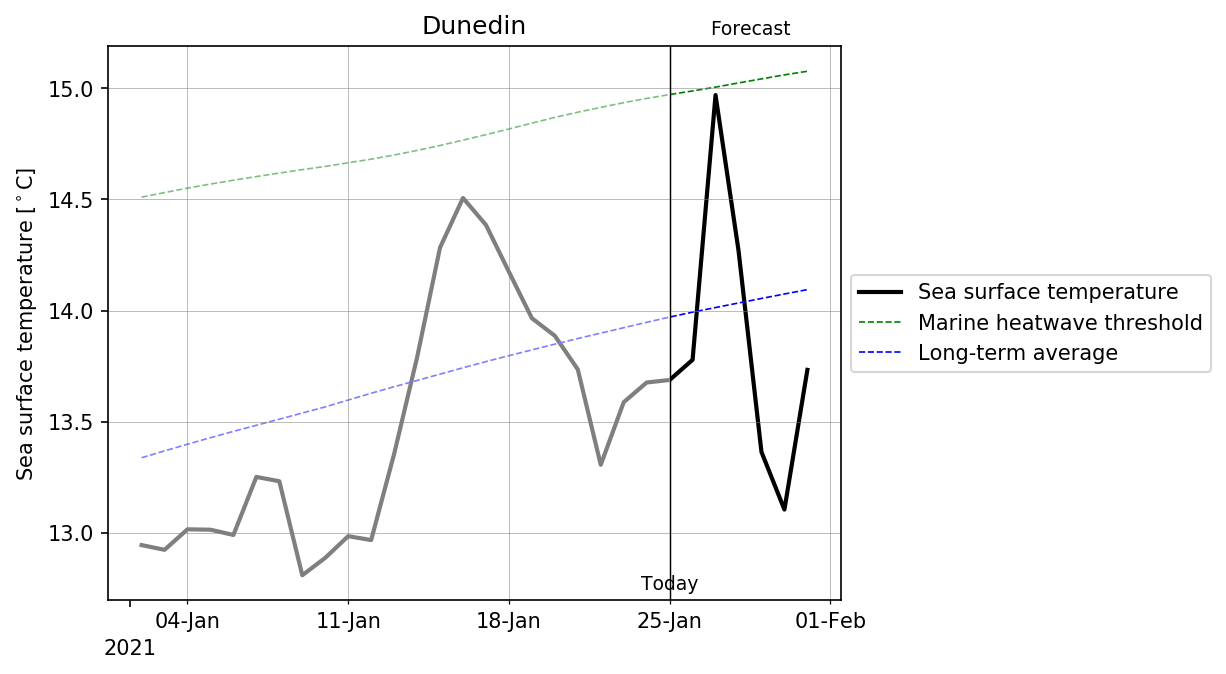 Dunedin
Forecast
Sea surface temperature [°C]
15.0
14.5
14.0
13.5
13.0
Today
Sea surface temperature
Marine heatwave threshold
Long-term average
04-Jan
11-Jan
18-Jan
25-Jan
01-Feb
2021